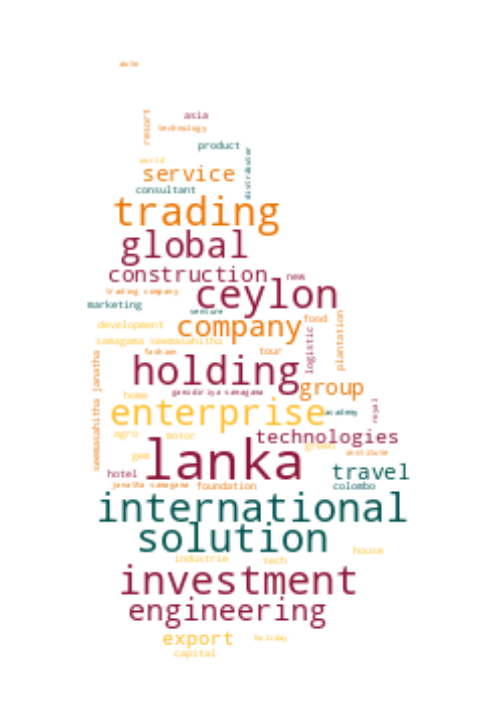 auto
resort
asia
technology
product
distributor
world
service
consultant
trading
global
construction
new
trading company
ceylon
marketing
venture
development
company
food
logistic
plantation
samagama seemasahitha
fashion
tour
seemasahitha janatha
holding
group
home
gamidiriya samagama
enterprise
academy
royal
agro
motor
technologies
green
institute
gem
lanka
hotel
travel
janatha samagama
foundation
colombo
international
solution
house
industrie
tech
investment
engineering
export
holiday
capital